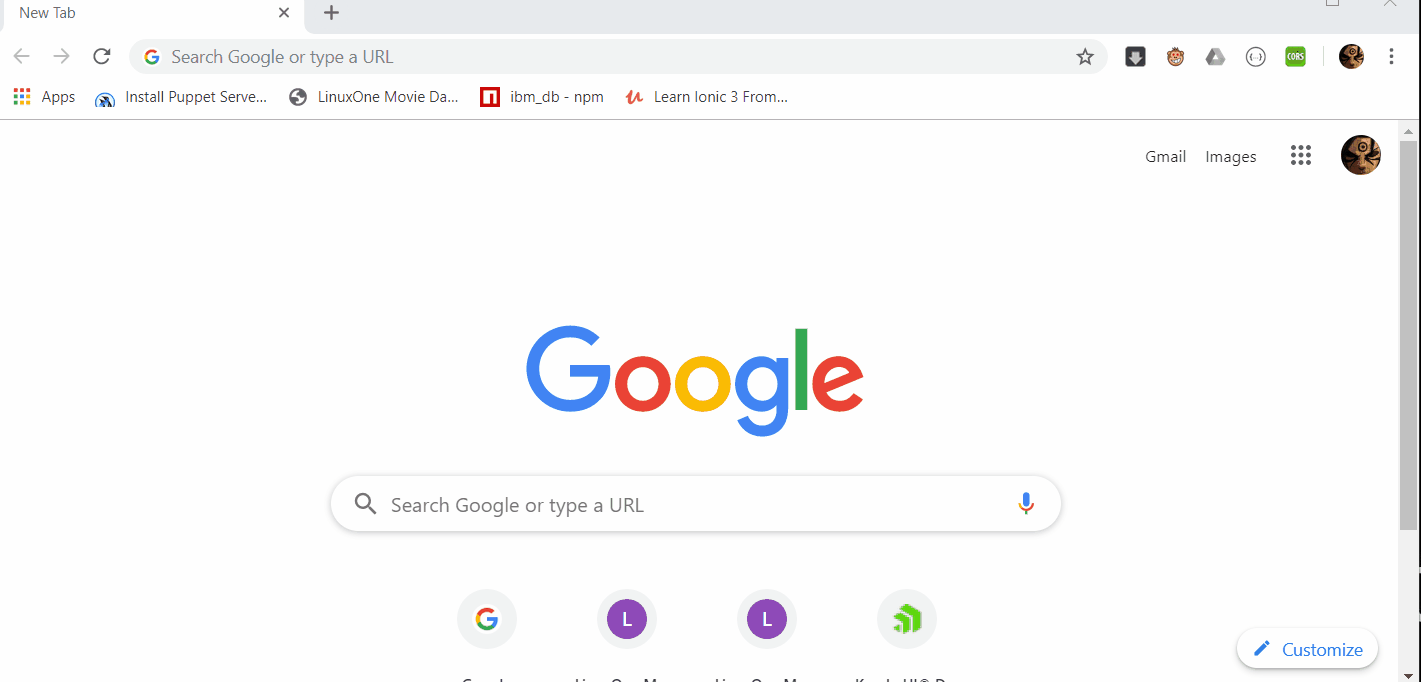 New Tab
Search Google or type a URL
CORS
Apps Install Puppet Serve... LinuxOne Movie Da... ibm_db - npm Learn Ionic 3 From...
Gmail Images
Google
Search Google or type a URL
L L
Customize